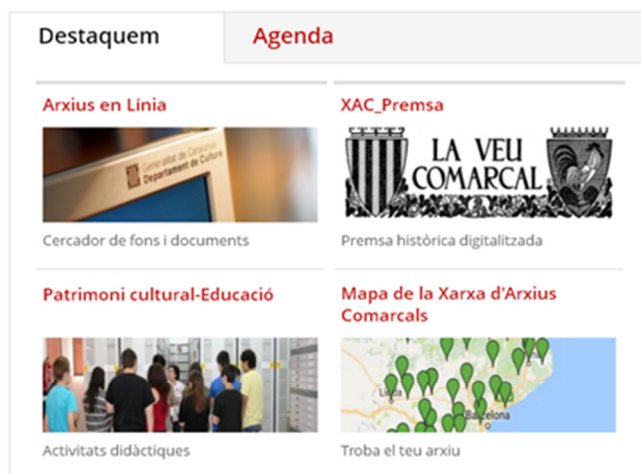 Destaquem
Agenda
Arxius en Línia
Generalitat de Catalunya
Departament de Cultura
Cercador de fons i documents
XAC_Premsa
LA VEU
COMARCAL
Premsa històrica digitalitzada
Patrimoni cultural-Educació
Activitats didàctiques
Mapa de la Xarxa d'Arxius
Comarcals
Barcelona
Troba el teu arxiu